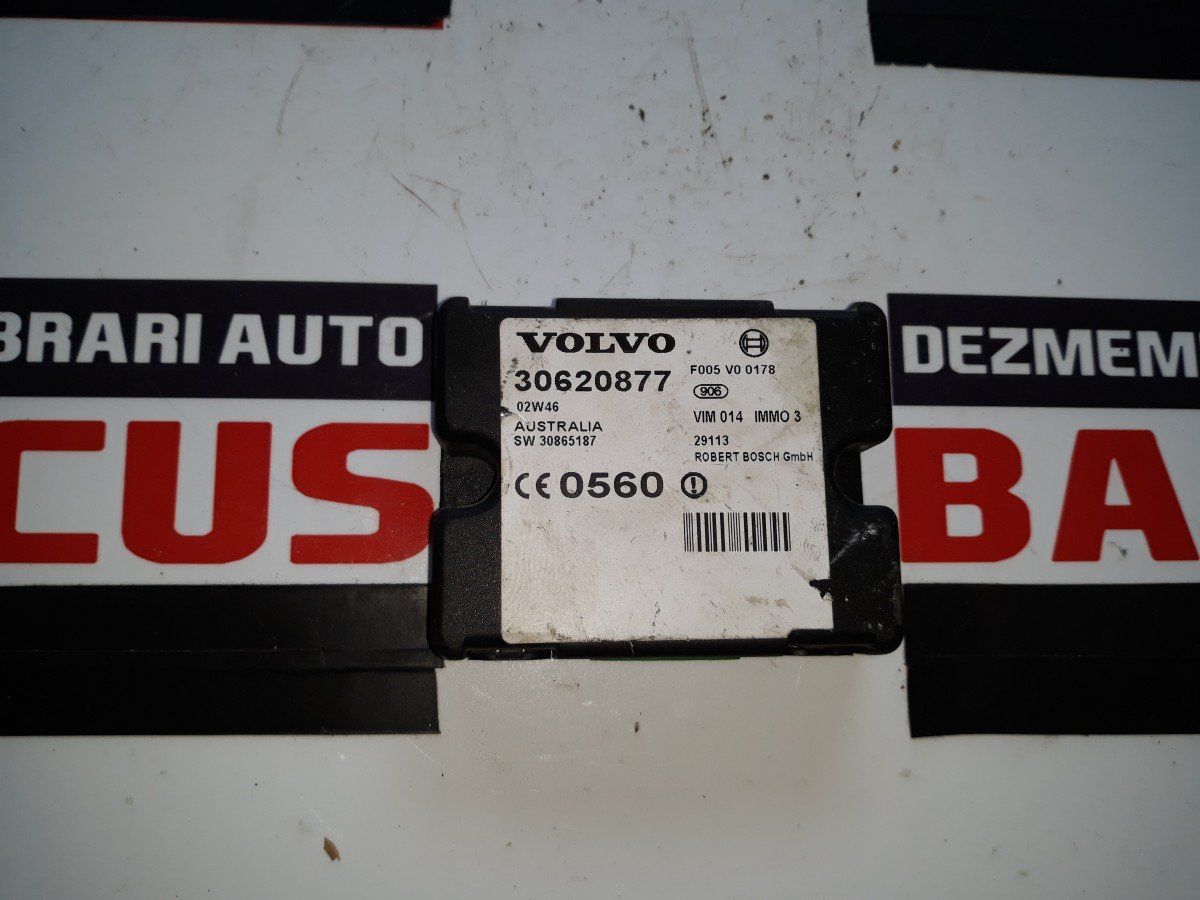 BRARI AUTO
CUS
VOLVO
30620877
02W46
AUSTRALIA
SW 30865187
CE 0560
F005 V0 0178
906
VIM 014 IMMO 3
29113
ROBERT BOSCH GmbH
DEZMEM
BA